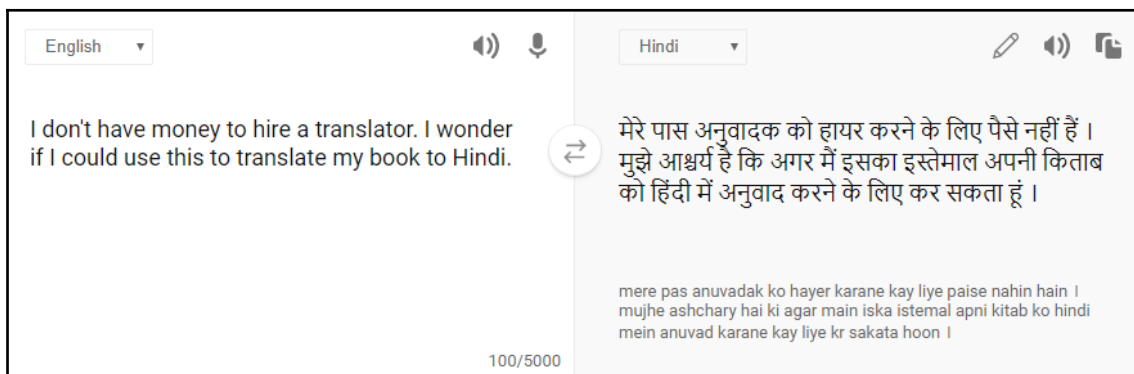 English
Hindi
I don't have money to hire a translator. I wonder
if I could use this to translate my book to Hindi.
100/5000
मेरे पास अनुवादक को हायर करने के लिए पैसे नहीं हैं ।
मुझे आश्चर्य है कि अगर मैं इसका इस्तेमाल अपनी किताब
को हिंदी में अनुवाद करने के लिए कर सकता हूं ।
mere pas anuvadak ko hayer karane kay liye paise nahin hain ।
mujhe ashchary hai ki agar main iska istemal apni kitab ko hindi
mein anuvad karane kay liye kr sakata hoon ।